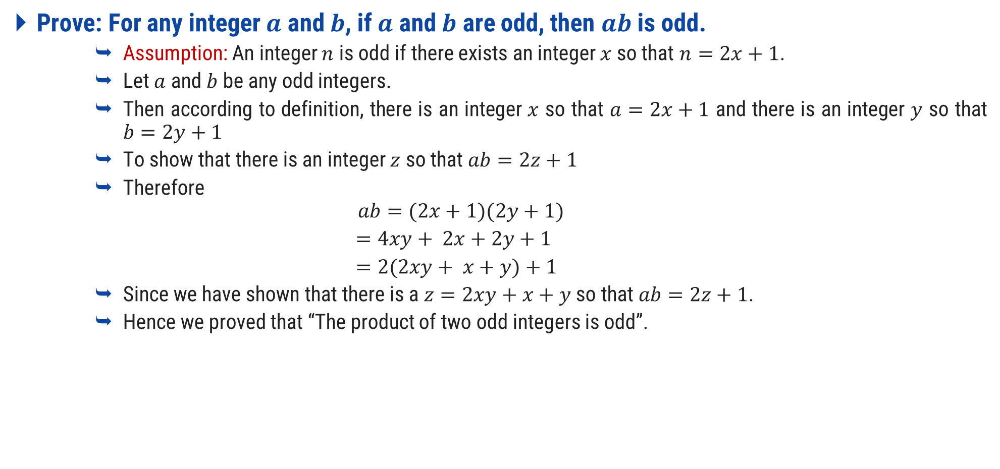 Prove: For any integer a and b, if a and b are odd, then ab is odd.
Assumption: An integer n is odd if there exists an integer x so that n = 2x + 1.
Let a and b be any odd integers.
Then according to definition, there is an integer x so that a = 2x + 1 and there is an integer y so that
b = 2y + 1
To show that there is an integer z so that ab = 2z + 1
Therefore
ab = (2x + 1)(2y + 1)
= 4xy + 2x + 2y + 1
= 2(2xy + x + y) + 1
Since we have shown that there is a z = 2xy + x + y so that ab = 2z + 1.
Hence we proved that “The product of two odd integers is odd”.